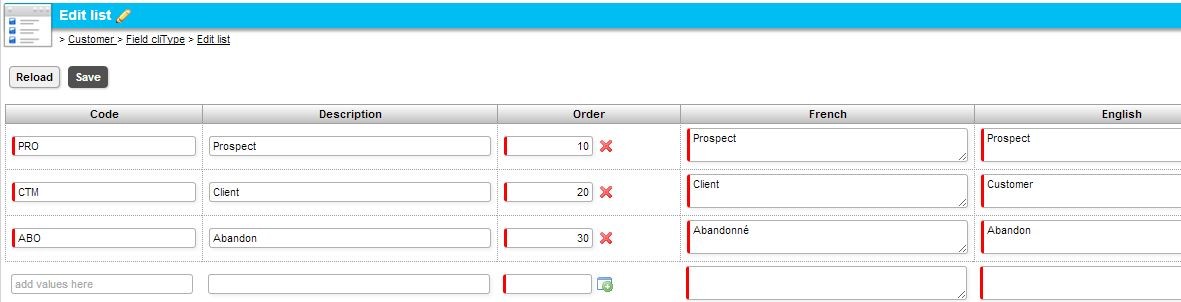 Edit list
> Customer > Field cliType > Edit list
Reload Save
Code Description Order French English
PRO Prospect 10 Prospect Prospect
CTM Client 20 Client Customer
ABO Abandon 30 Abandonné Abandon
add values here